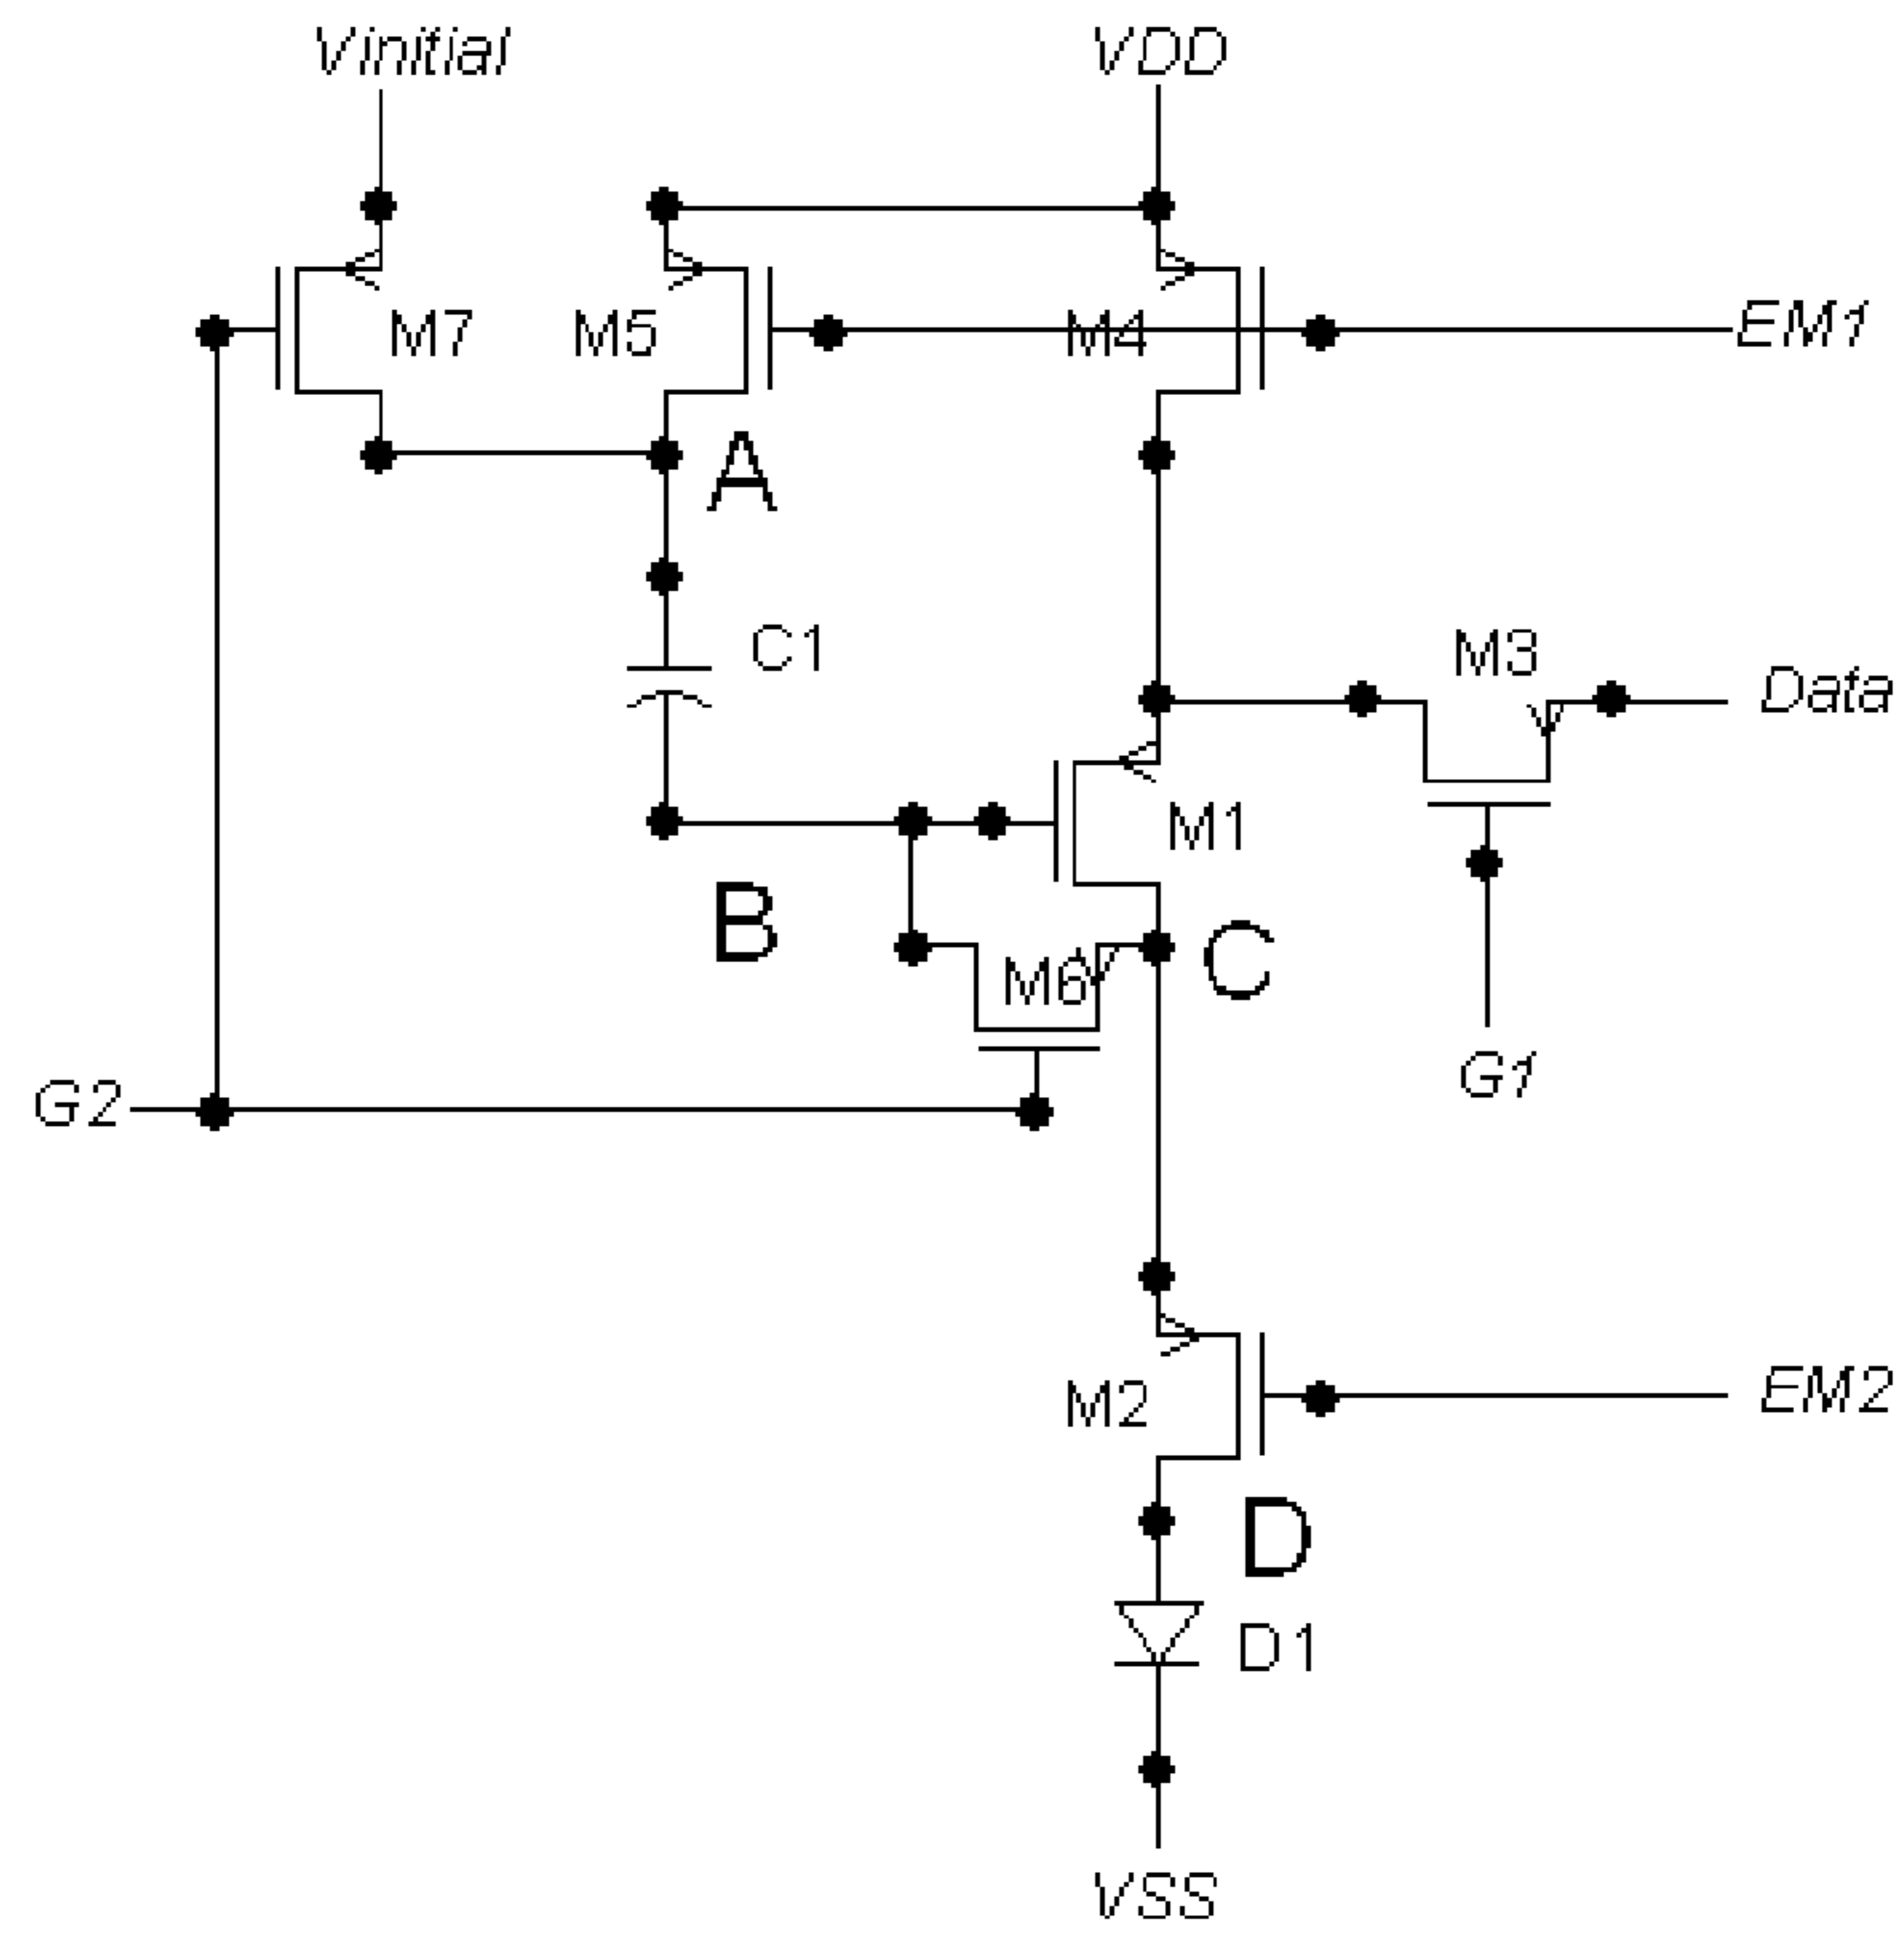 Vinitial VDD
M7 M5 M4 EM1
A
C1 M3 Data
M1
B C
M6
G2 G1
M2 EM2
D
D1
VSS